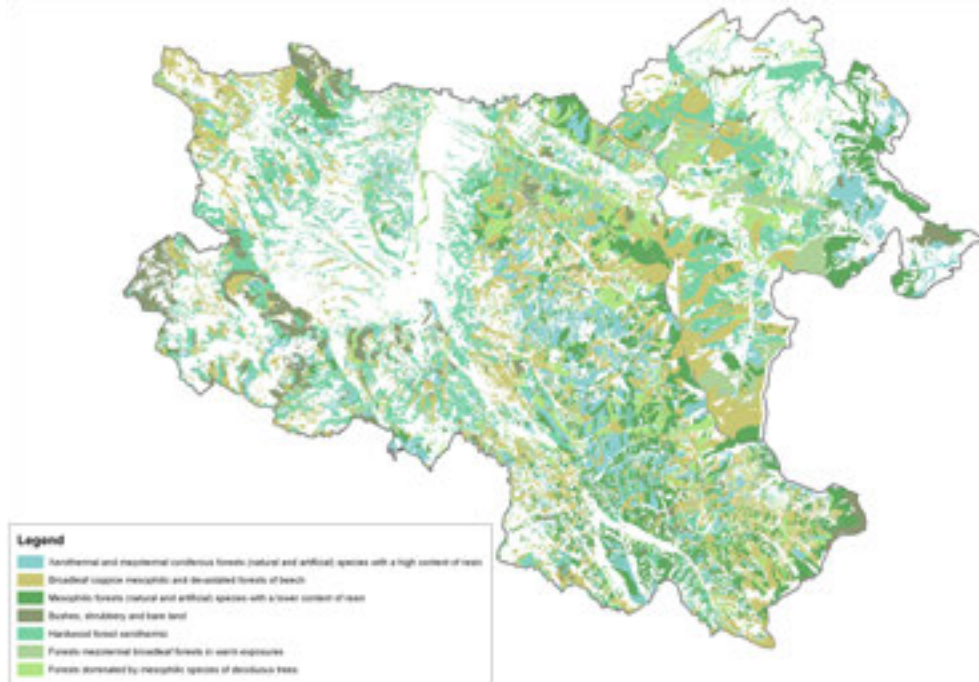 Legend
Xerothermal and mezotermal coniferous forests (natural and artificial) species with a high content of resin
Broadleaf coppice mesophilic and devastated forests of beech
Mesophilic forests (natural and artificial) species with a lower content of resin
Bushes, shrubbery and bare land
Hardwood forest xerothermic
Forests mezotermal broadleaf forests in warm exposures
Forests dominated by mesophilic species of deciduous trees